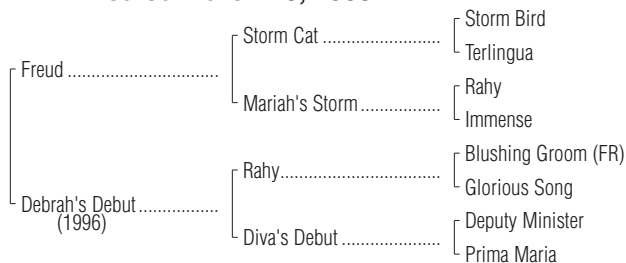 Storm Bird
Storm Cat
Terlingua
Freud
Rahy
Mariah's Storm
Immense
Blushing Groom (FR)
Rahy
Glorious Song
Debrah's Debut
(1996)
Deputy Minister
Diva's Debut
Prima Maria